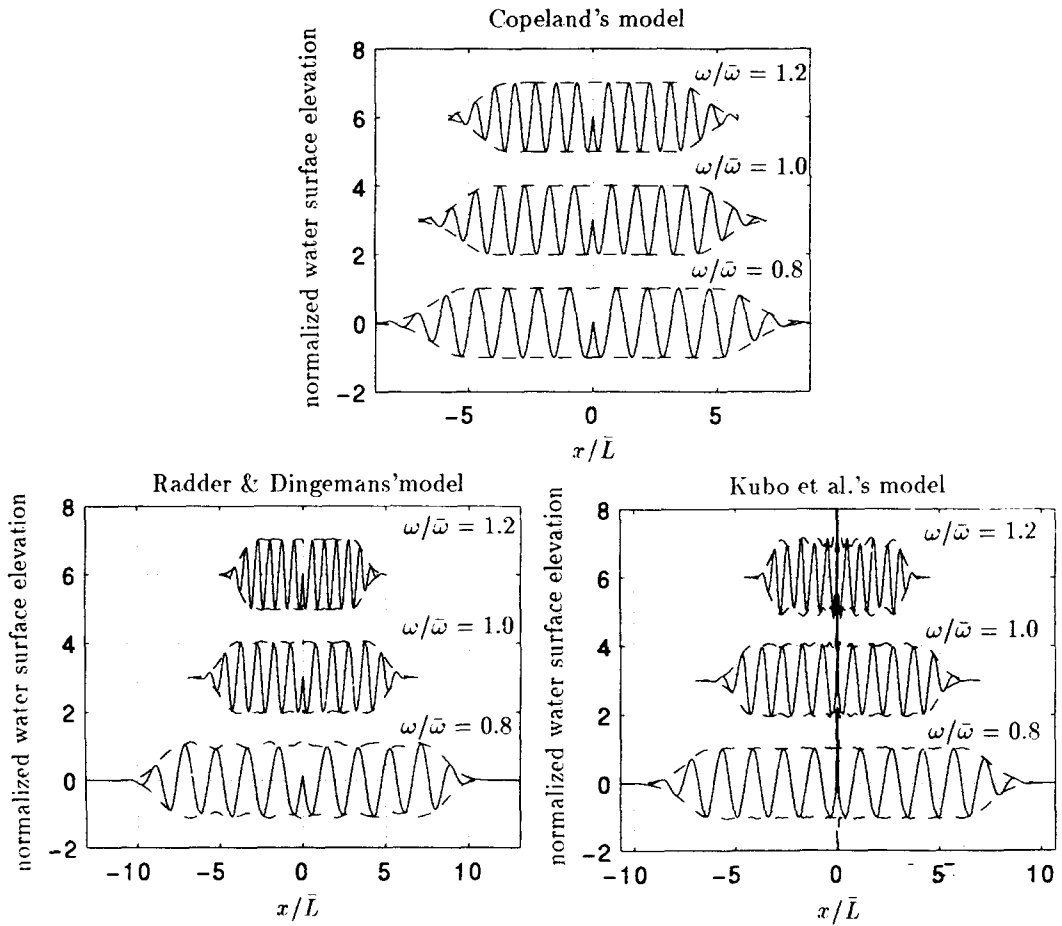 Copeland's model
normalized water surface elevation
8
6
4
2
0
−2
ω/ω̄ = 1.2
ω/ω̄ = 1.0
ω/ω̄ = 0.8
−5 0 5
x/L̄
Radder & Dingemans'model
normalized water surface elevation
8
6
4
2
0
−2
ω/ω̄ = 1.2
ω/ω̄ = 1.0
ω/ω̄ = 0.8
−10 −5 0 5 10
x/L̄
Kubo et al.'s model
normalized water surface elevation
8
6
4
2
0
−2
ω/ω̄ = 1.2
ω/ω̄ = 1.0
ω/ω̄ = 0.8
−10 −5 0 5 10
x/L̄